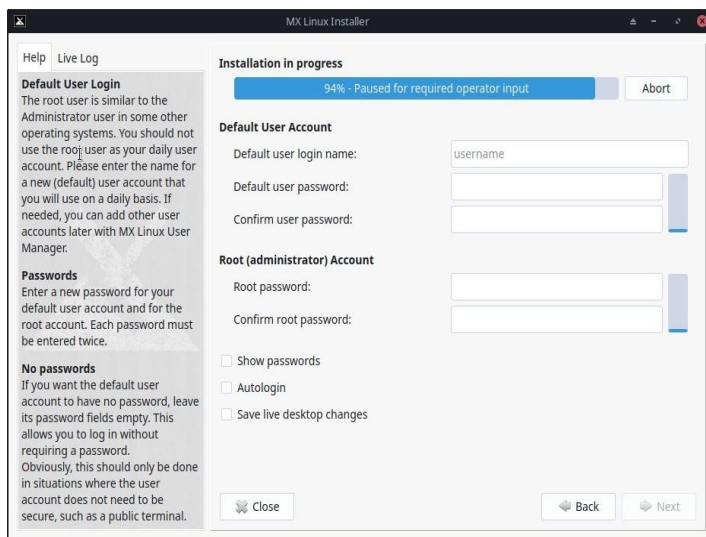 MX Linux Installer
Help
Live Log
Default User Login
The root user is similar to the
Administrator user in some other
operating systems. You should not
use the root user as your daily user
account. Please enter the name for
a new (default) user account that
you will use on a daily basis. If
needed, you can add other user
accounts later with MX Linux User
Manager.
Passwords
Enter a new password for your
default user account and for the
root account. Each password must
be entered twice.
No passwords
If you want the default user
account to have no password, leave
its password fields empty. This
allows you to log in without
requiring a password.
Obviously, this should only be done
in situations where the user
account does not need to be
secure, such as a public terminal.
Installation in progress
94% - Paused for required operator input
Abort
Default User Account
Default user login name:
username
Default user password:
Confirm user password:
Root (administrator) Account
Root password:
Confirm root password:
Show passwords
Autologin
Save live desktop changes
Close
Back
Next